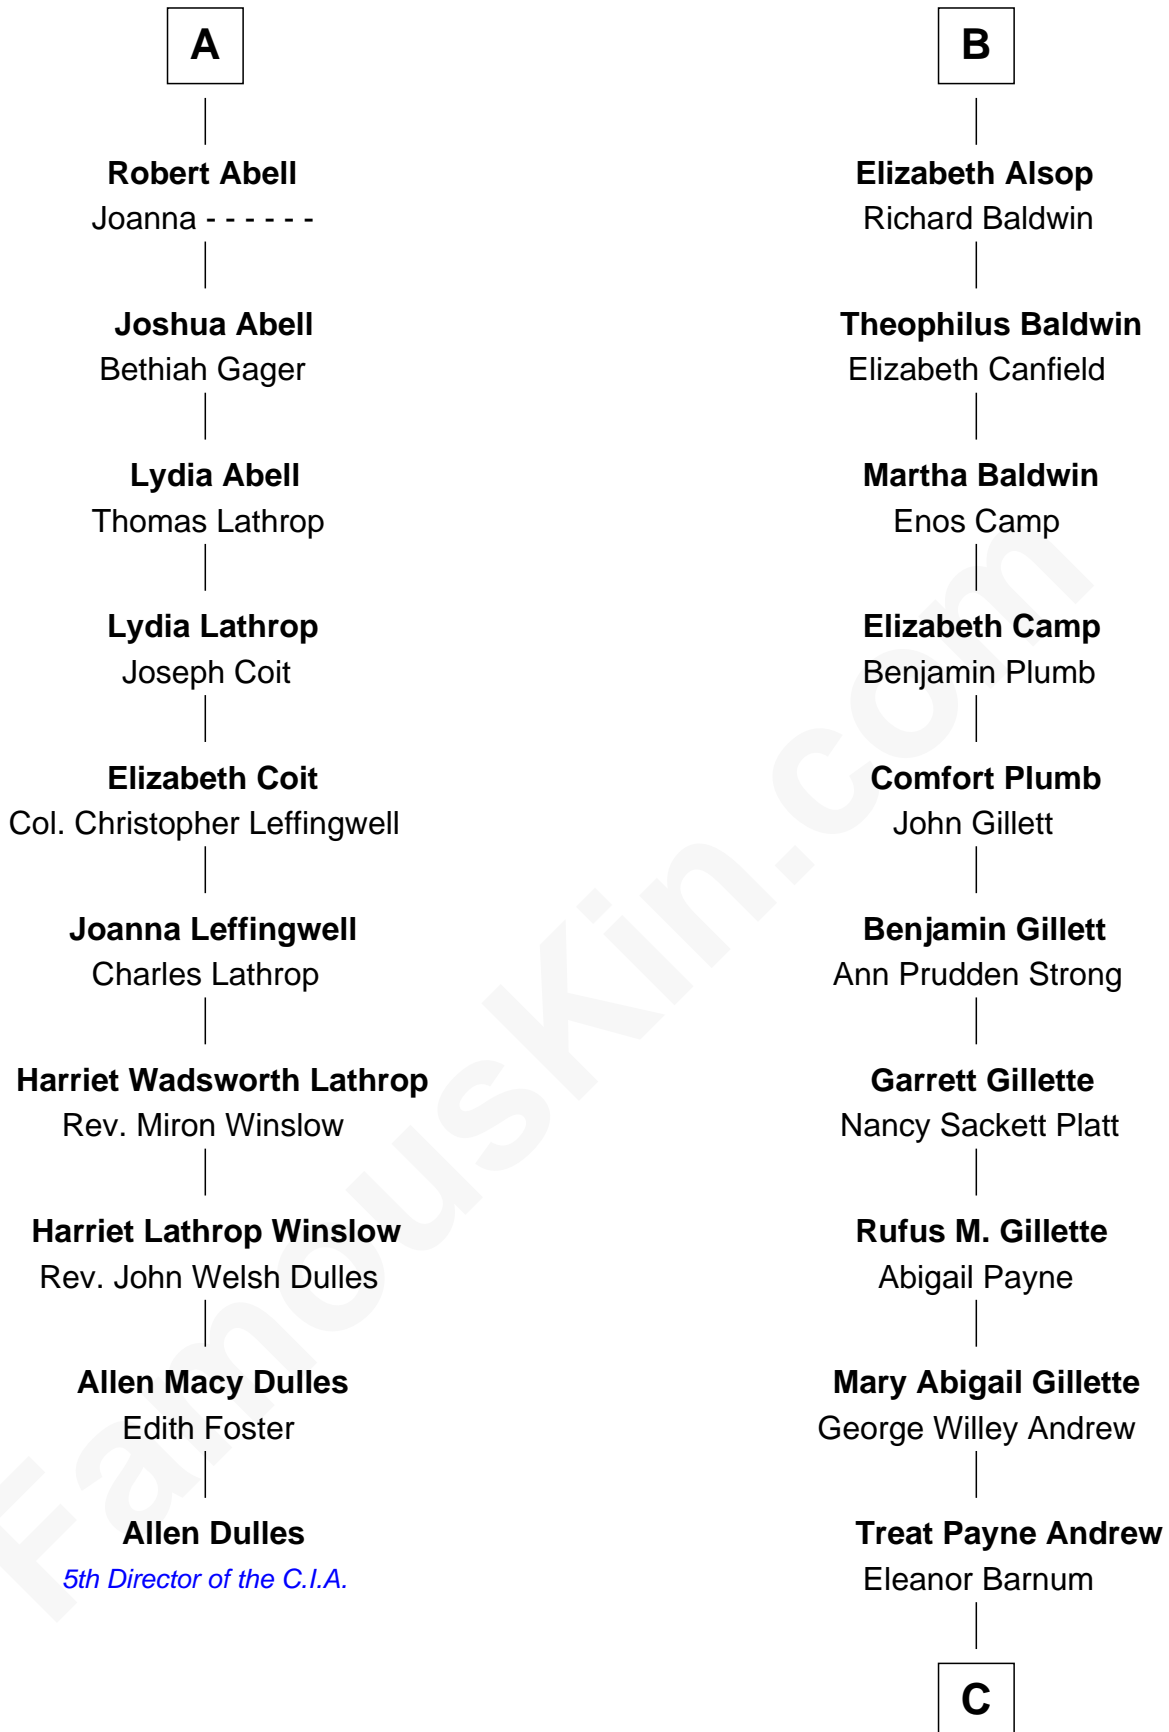 A
Robert Abell
Joanna - - - - - -
Joshua Abell
Bethiah Gager
Lydia Abell
Thomas Lathrop
Lydia Lathrop
Joseph Coit
Elizabeth Coit
Col. Christopher Leffingwell
Joanna Leffingwell
Charles Lathrop
Harriet Wadsworth Lathrop
Rev. Miron Winslow
Harriet Lathrop Winslow
Rev. John Welsh Dulles
Allen Macy Dulles
Edith Foster
Allen Dulles
5th Director of the C.I.A.
B
Elizabeth Alsop
Richard Baldwin
Theophilus Baldwin
Elizabeth Canfield
Martha Baldwin
Enos Camp
Elizabeth Camp
Benjamin Plumb
Comfort Plumb
John Gillett
Benjamin Gillett
Ann Prudden Strong
Garrett Gillette
Nancy Sackett Platt
Rufus M. Gillette
Abigail Payne
Mary Abigail Gillette
George Willey Andrew
Treat Payne Andrew
Eleanor Barnum
C
FamousKin.com